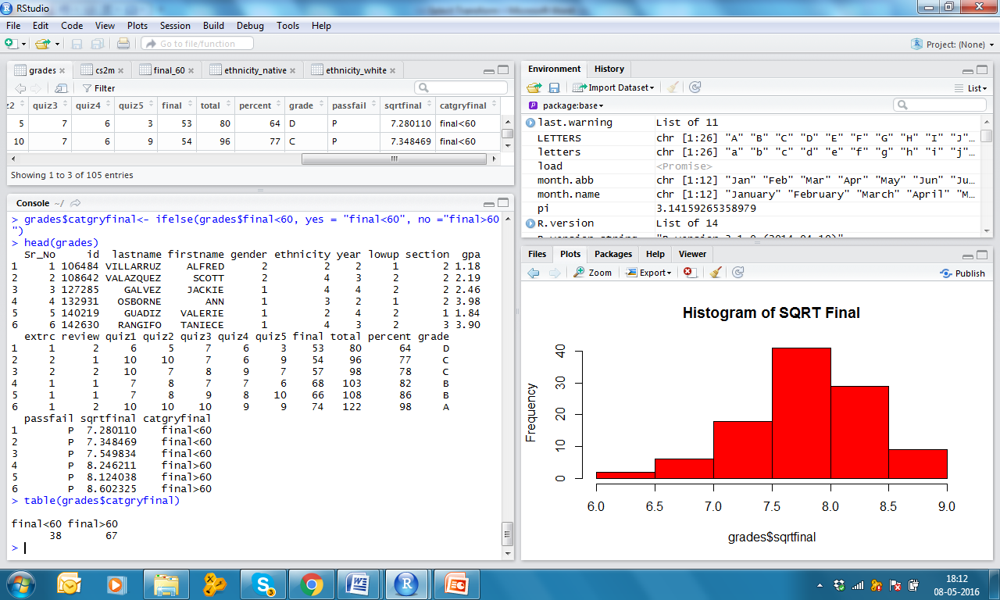 RStudio
File Edit Code View Plots Session Build Debug Tools Help
Go to file/function
Project: (None)
grades cs2m final_60 ethnicity_native ethnicity_white
Filter
z2 quiz3 quiz4 quiz5 final total percent grade passfail sqrtfinal catgryfinal
5 7 6 3 53 80 64 D P 7.280110 final<60
10 7 6 9 54 96 77 C P 7.348469 final<60
Showing 1 to 3 of 105 entries
Console ~/
> grades$catgryfinal<- ifelse(grades$final<60, yes = "final<60", no ="final>60
")
> head(grades)
Sr_No id lastname firstname gender ethnicity year lowup section gpa
1 1 106484 VILLARRUZ ALFRED 2 2 2 1 2 1.18
2 2 108642 VALAZQUEZ SCOTT 2 4 3 2 2 2.19
3 3 127285 GALVEZ JACKIE 1 4 4 2 2 2.46
4 4 132931 OSBORNE ANN 1 3 2 1 2 3.98
5 5 140219 GUADIZ VALERIE 1 2 4 2 1 1.84
6 6 142630 RANGIFO TANIECE 1 4 3 2 3 3.90
extrc review quiz1 quiz2 quiz3 quiz4 quiz5 final total percent grade
1 1 2 6 5 7 6 3 53 80 64 D
2 2 1 10 10 7 6 9 54 96 77 C
3 2 2 10 7 8 9 7 57 98 78 C
4 1 1 7 8 7 7 6 68 103 82 B
5 1 1 7 8 9 8 10 66 108 86 B
6 1 2 10 10 10 9 9 74 122 98 A
passfail sqrtfinal catgryfinal
1 P 7.280110 final<60
2 P 7.348469 final<60
3 P 7.549834 final<60
4 P 8.246211 final>60
5 P 8.124038 final>60
6 P 8.602325 final>60
> table(grades$catgryfinal)
final<60 final>60
38 67
>
Environment History
Import Dataset List
package:base
last.warning List of 11
LETTERS chr [1:26] "A" "B" "C" "D" "E" "F" "G" "H" "I" "J"…
letters chr [1:26] "a" "b" "c" "d" "e" "f" "g" "h" "i" "j"…
load <Promise>
month.abb chr [1:12] "Jan" "Feb" "Mar" "Apr" "May" "Jun" "Ju…
month.name chr [1:12] "January" "February" "March" "April" "M…
pi 3.14159265358979
R.version List of 14
Files Plots Packages Help Viewer
Zoom Export Publish
Histogram of SQRT Final
Frequency
0 10 20 30 40
6.0 6.5 7.0 7.5 8.0 8.5 9.0
grades$sqrtfinal
3
18:12
08-05-2016